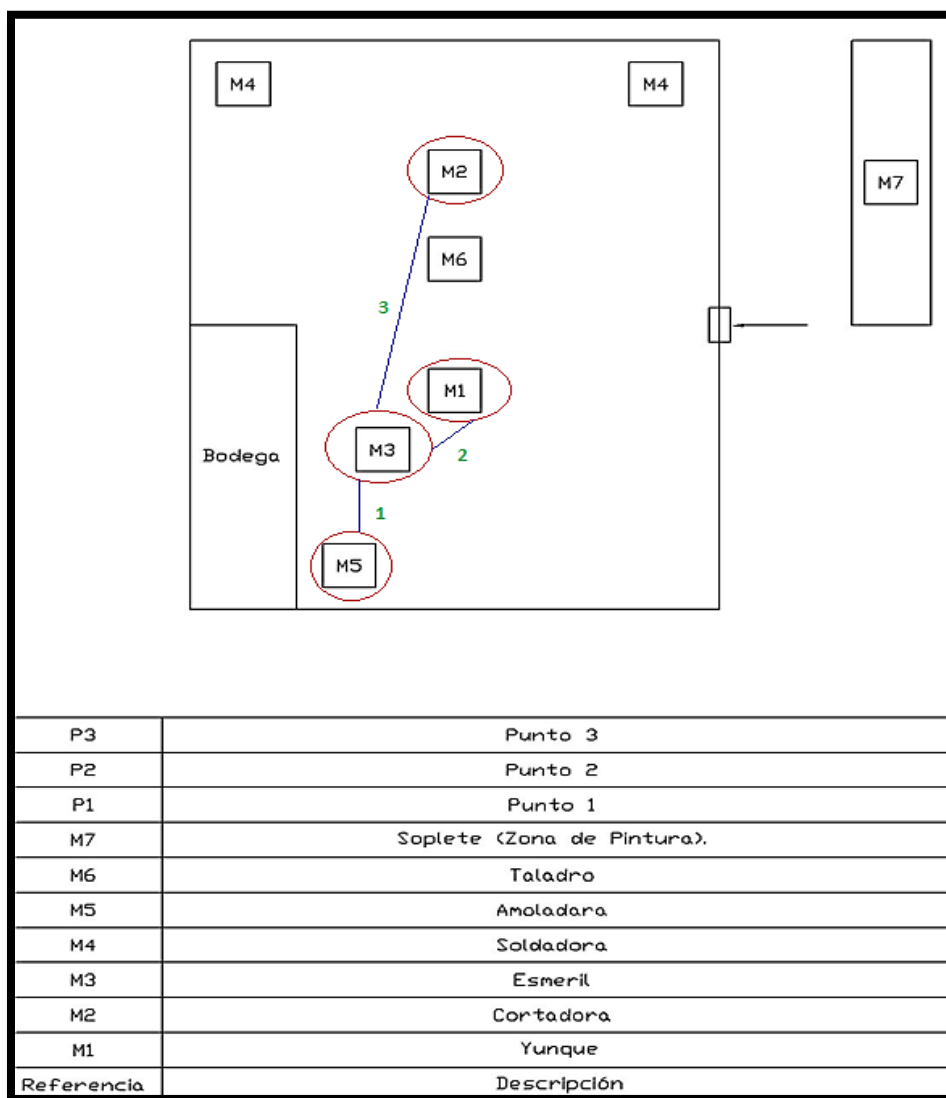 M4
M4
M2
M7
M6
3
M1
M3
Bodega
2
1
M5
P3 Punto 3
P2 Punto 2
P1 Punto 1
M7 Soplete (Zona de Pintura).
M6 Taladro
M5 Amoladara
M4 Soldadora
M3 Esmeril
M2 Cortadora
M1 Yunque
Referencia Descripción